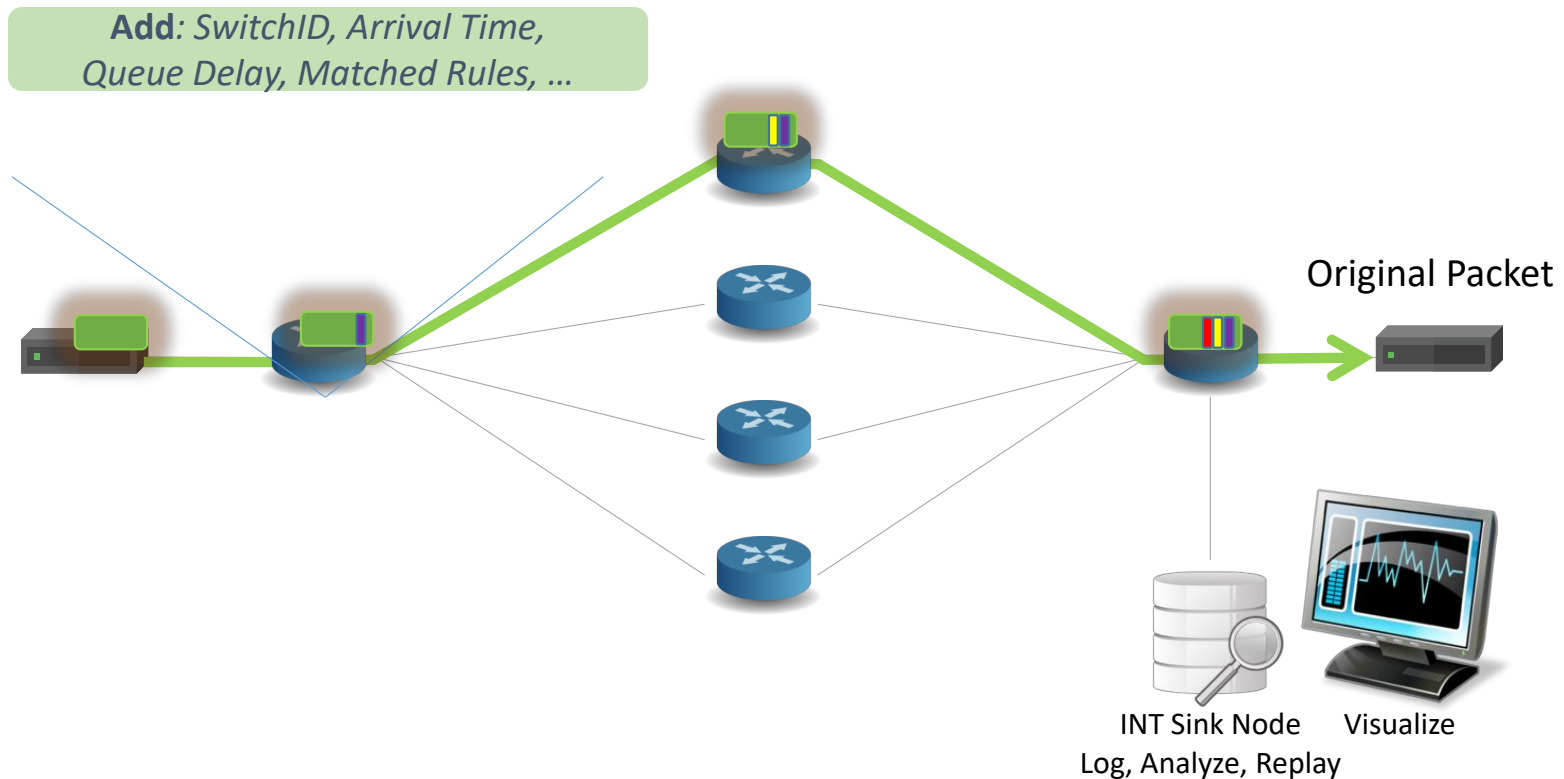 Add: SwitchID, Arrival Time,
Queue Delay, Matched Rules, …
Original Packet
INT Sink Node
Log, Analyze, Replay
Visualize